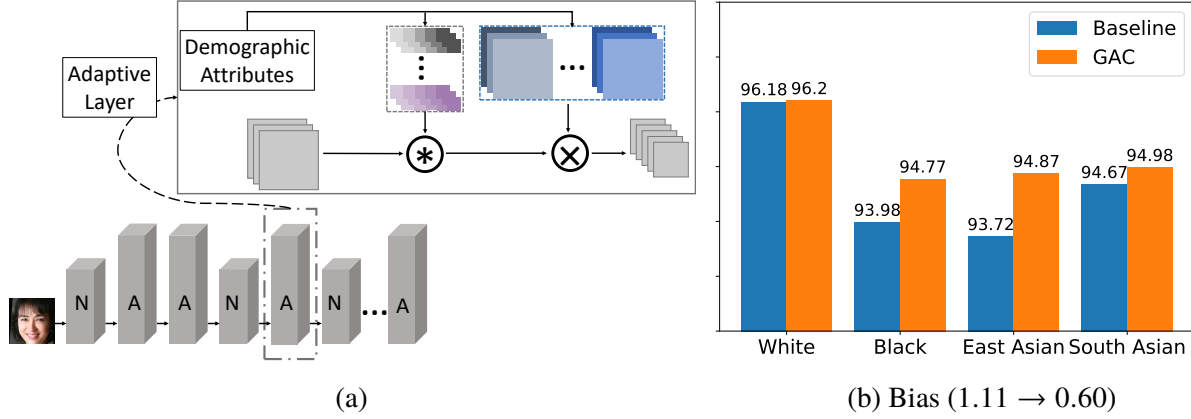 Demographic
Attributes
Adaptive
Layer
N
A
A
N
A
N
A
(a)
Baseline
GAC
96.18
96.2
93.98
94.77
93.72
94.87
94.67
94.98
White
Black
East Asian
South Asian
(b) Bias (1.11 → 0.60)